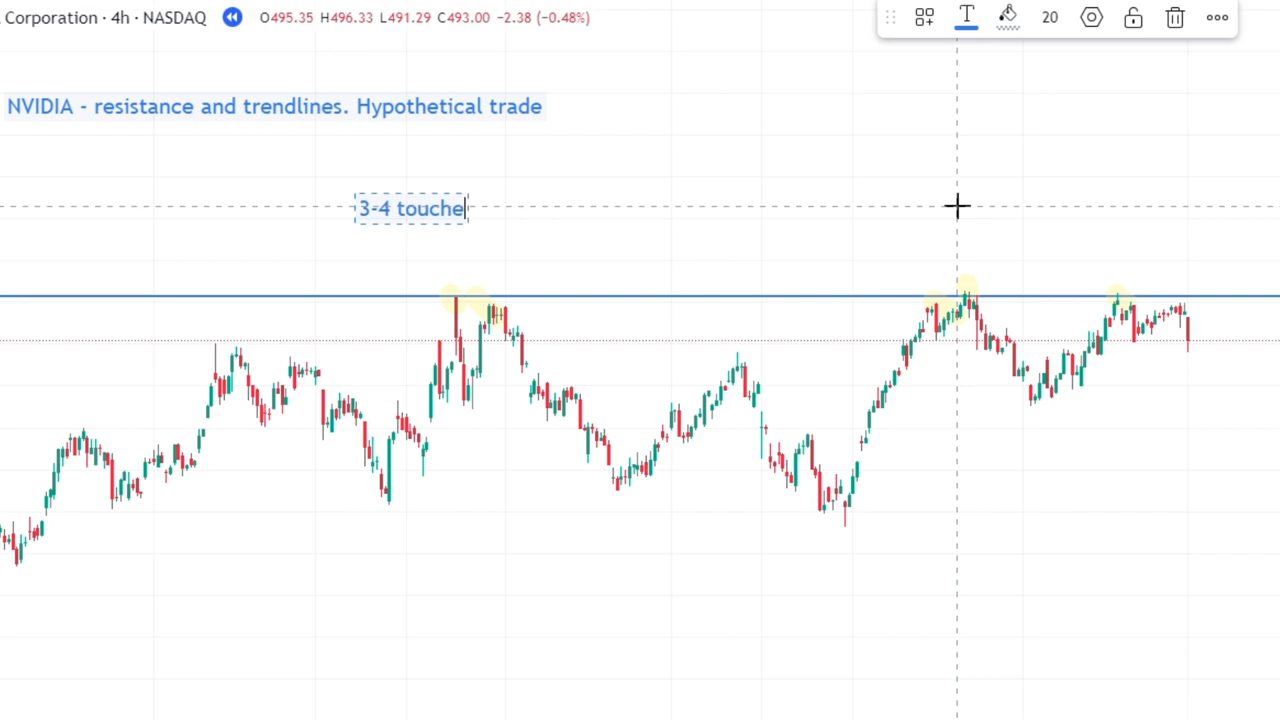 Corporation · 4h · NASDAQ O495.35 H496.33 L491.29 C493.00 −2.38 (−0.48%)
T 20
NVIDIA - resistance and trendlines. Hypothetical trade
3-4 touche